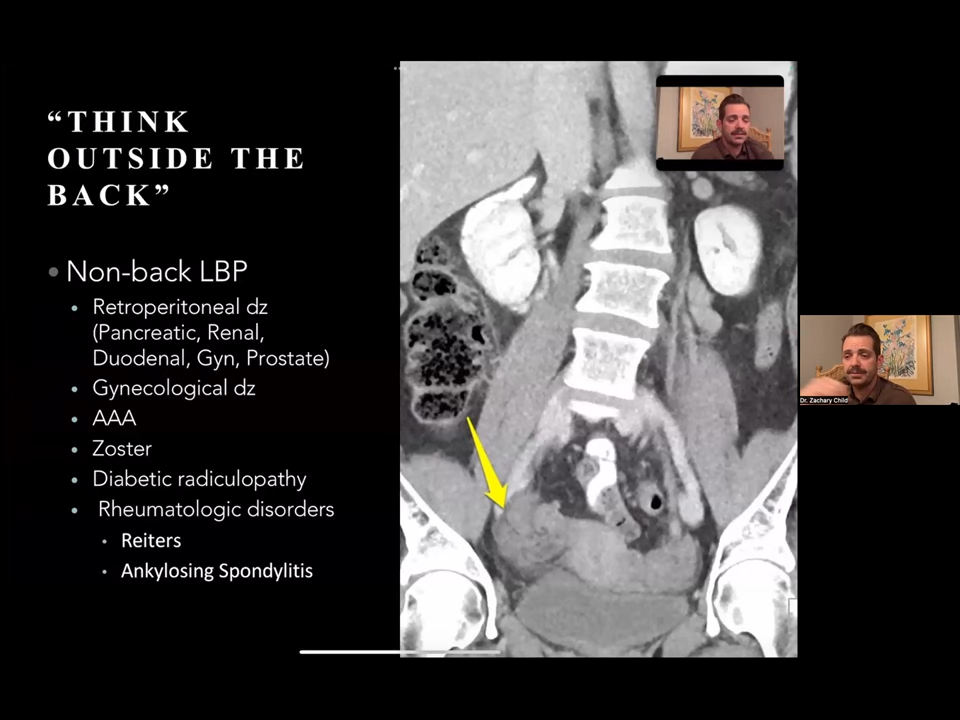 “THINK
OUTSIDE THE
BACK”
• Non-back LBP
• Retroperitoneal dz
(Pancreatic, Renal,
Duodenal, Gyn, Prostate)
• Gynecological dz
• AAA
• Zoster
• Diabetic radiculopathy
• Rheumatologic disorders
• Reiters
• Ankylosing Spondylitis
Dr. Zachary Child